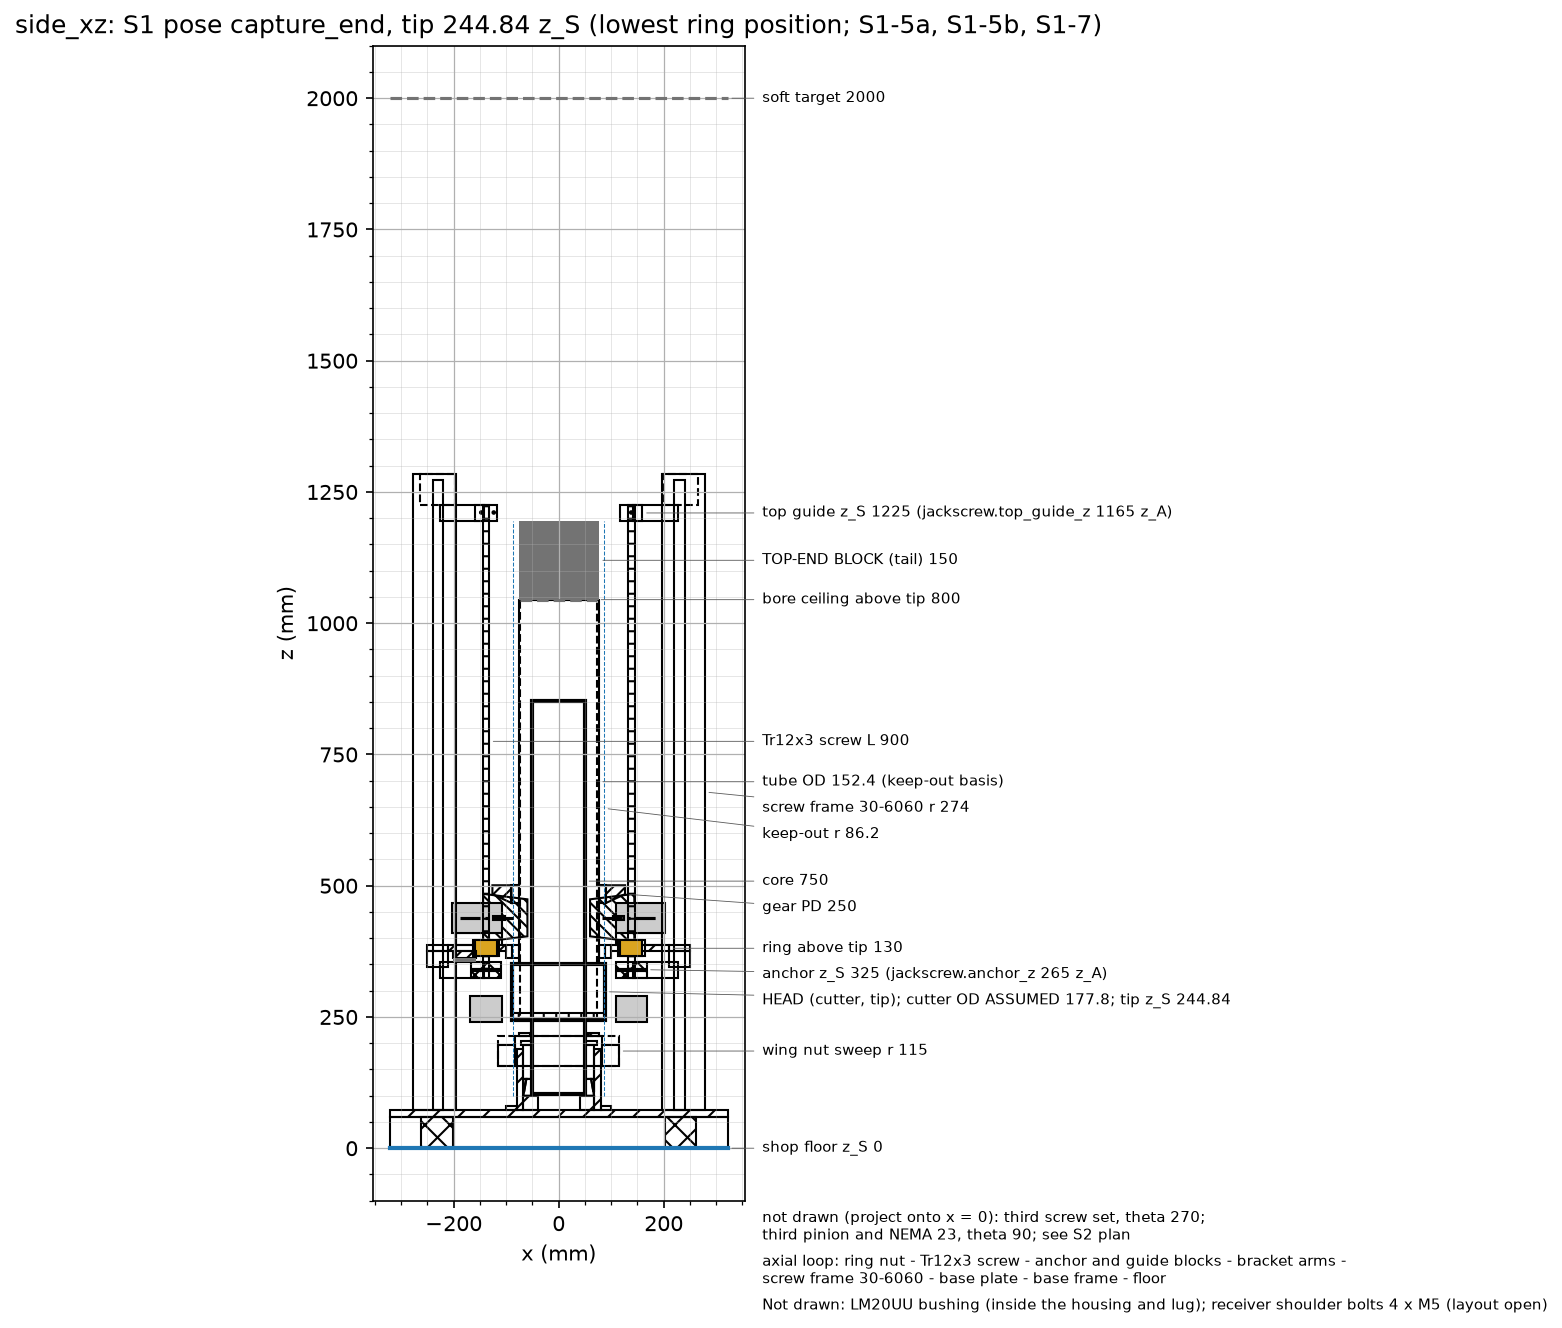 side_xz: S1 pose capture_end, tip 244.84 z_S (lowest ring position; S1-5a, S1-5b, S1-7)
2000
1750
1500
1250
1000
750
500
250
0
z (mm)
−200
0
200
x (mm)
soft target 2000
top guide z_S 1225 (jackscrew.top_guide_z 1165 z_A)
TOP-END BLOCK (tail) 150
bore ceiling above tip 800
Tr12x3 screw L 900
tube OD 152.4 (keep-out basis)
screw frame 30-6060 r 274
keep-out r 86.2
core 750
gear PD 250
ring above tip 130
anchor z_S 325 (jackscrew.anchor_z 265 z_A)
HEAD (cutter, tip); cutter OD ASSUMED 177.8; tip z_S 244.84
wing nut sweep r 115
shop floor z_S 0
not drawn (project onto x = 0): third screw set, theta 270;
third pinion and NEMA 23, theta 90; see S2 plan
axial loop: ring nut - Tr12x3 screw - anchor and guide blocks - bracket arms -
screw frame 30-6060 - base plate - base frame - floor
Not drawn: LM20UU bushing (inside the housing and lug); receiver shoulder bolts 4 x M5 (layout open)